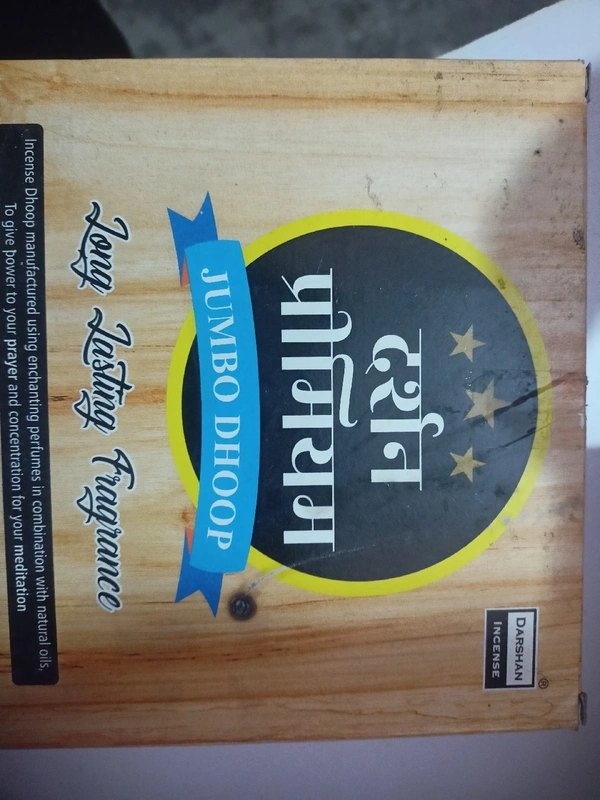 DARSHAN
INCENSE
®
दर्शन
प्रीमियम
JUMBO DHOOP
Long Lasting Fragrance
Incense Dhoop manufactured using enchanting perfumes in combination with natural oils,
To give power to your prayer and concentration for your meditation